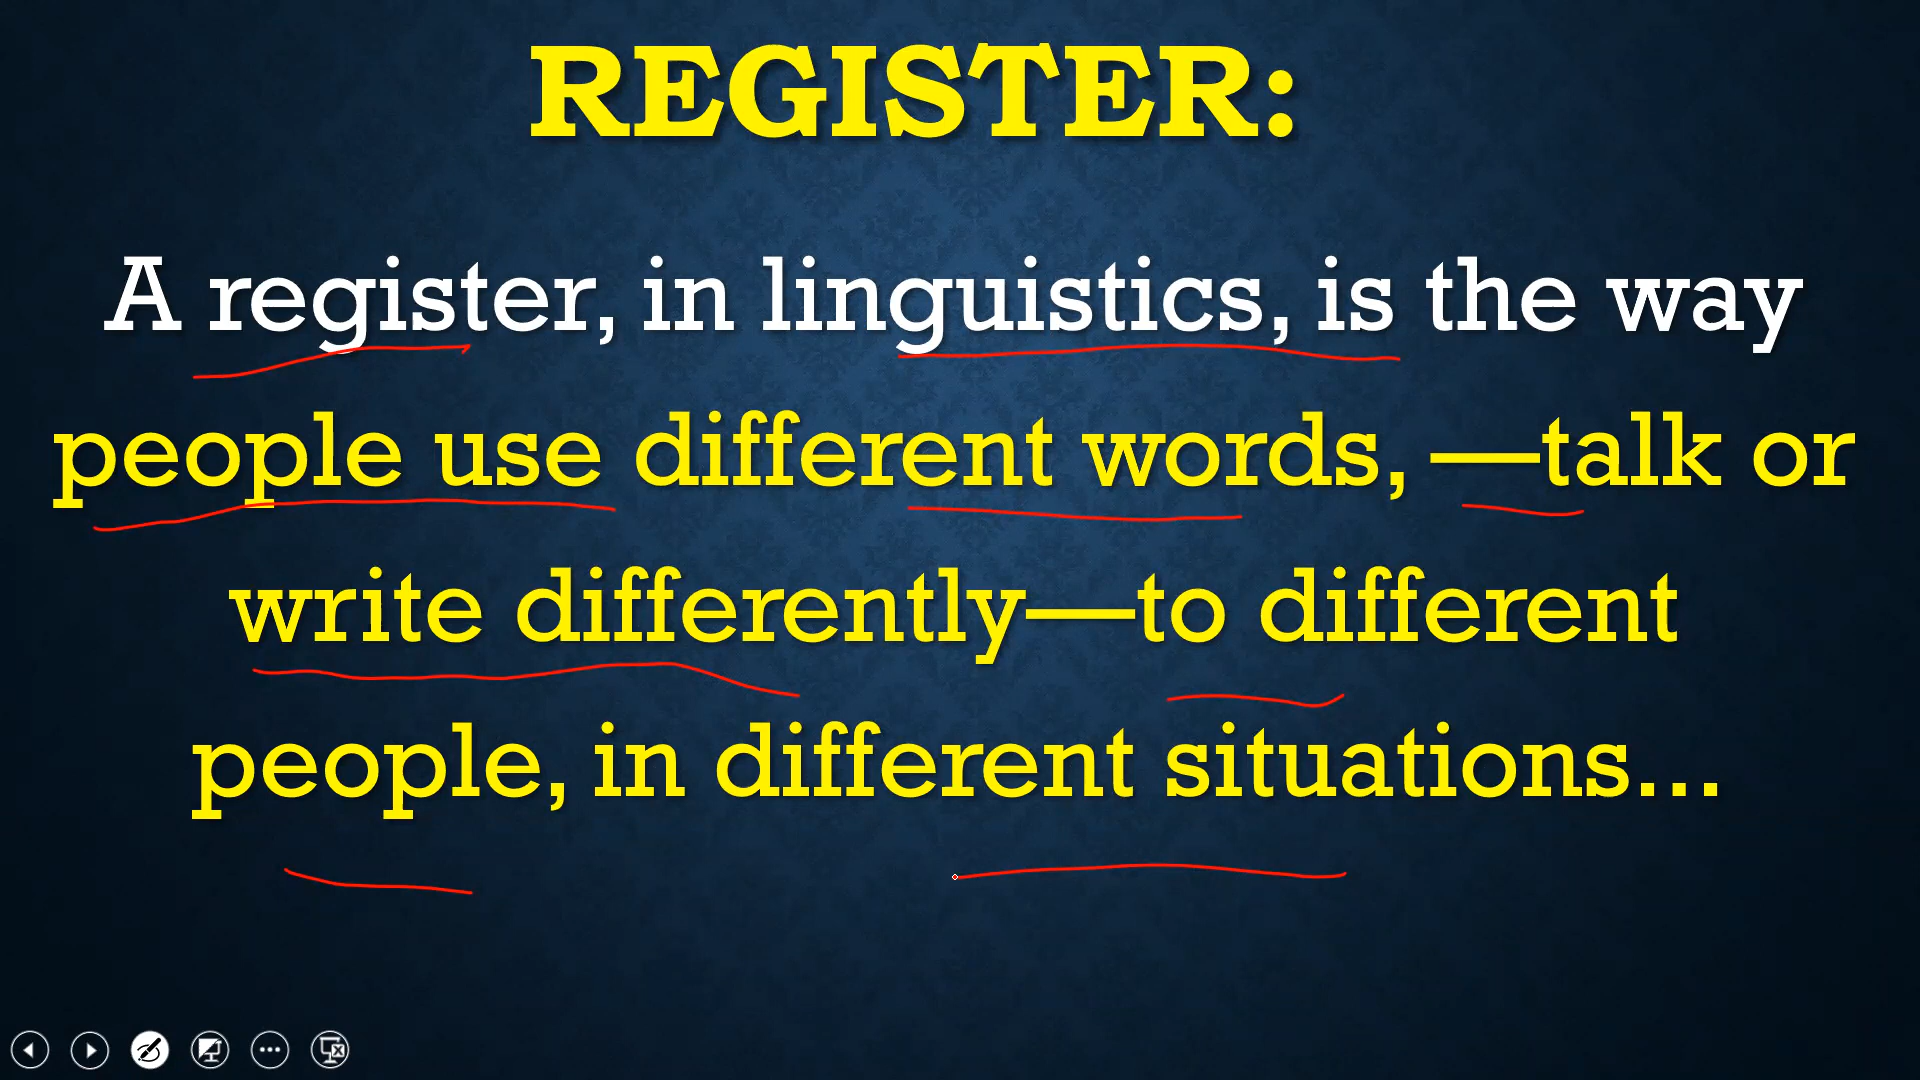 REGISTER:
A register, in linguistics, is the way
people use different words, —talk or
write differently—to different
people, in different situations...